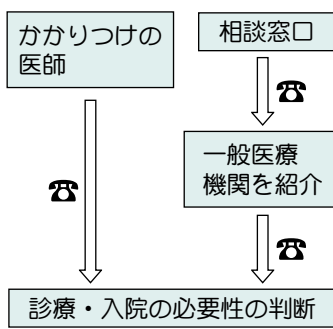 かかりつけの
医師
相談窓口
一般医療
機関を紹介
診療・入院の必要性の判断